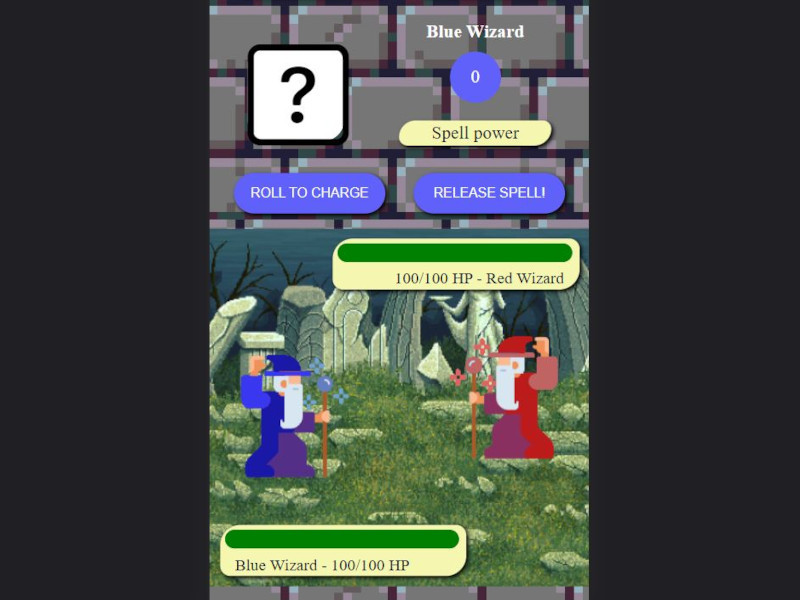 Blue Wizard
?
0
Spell power
ROLL TO CHARGE
RELEASE SPELL!
100/100 HP - Red Wizard
Blue Wizard - 100/100 HP